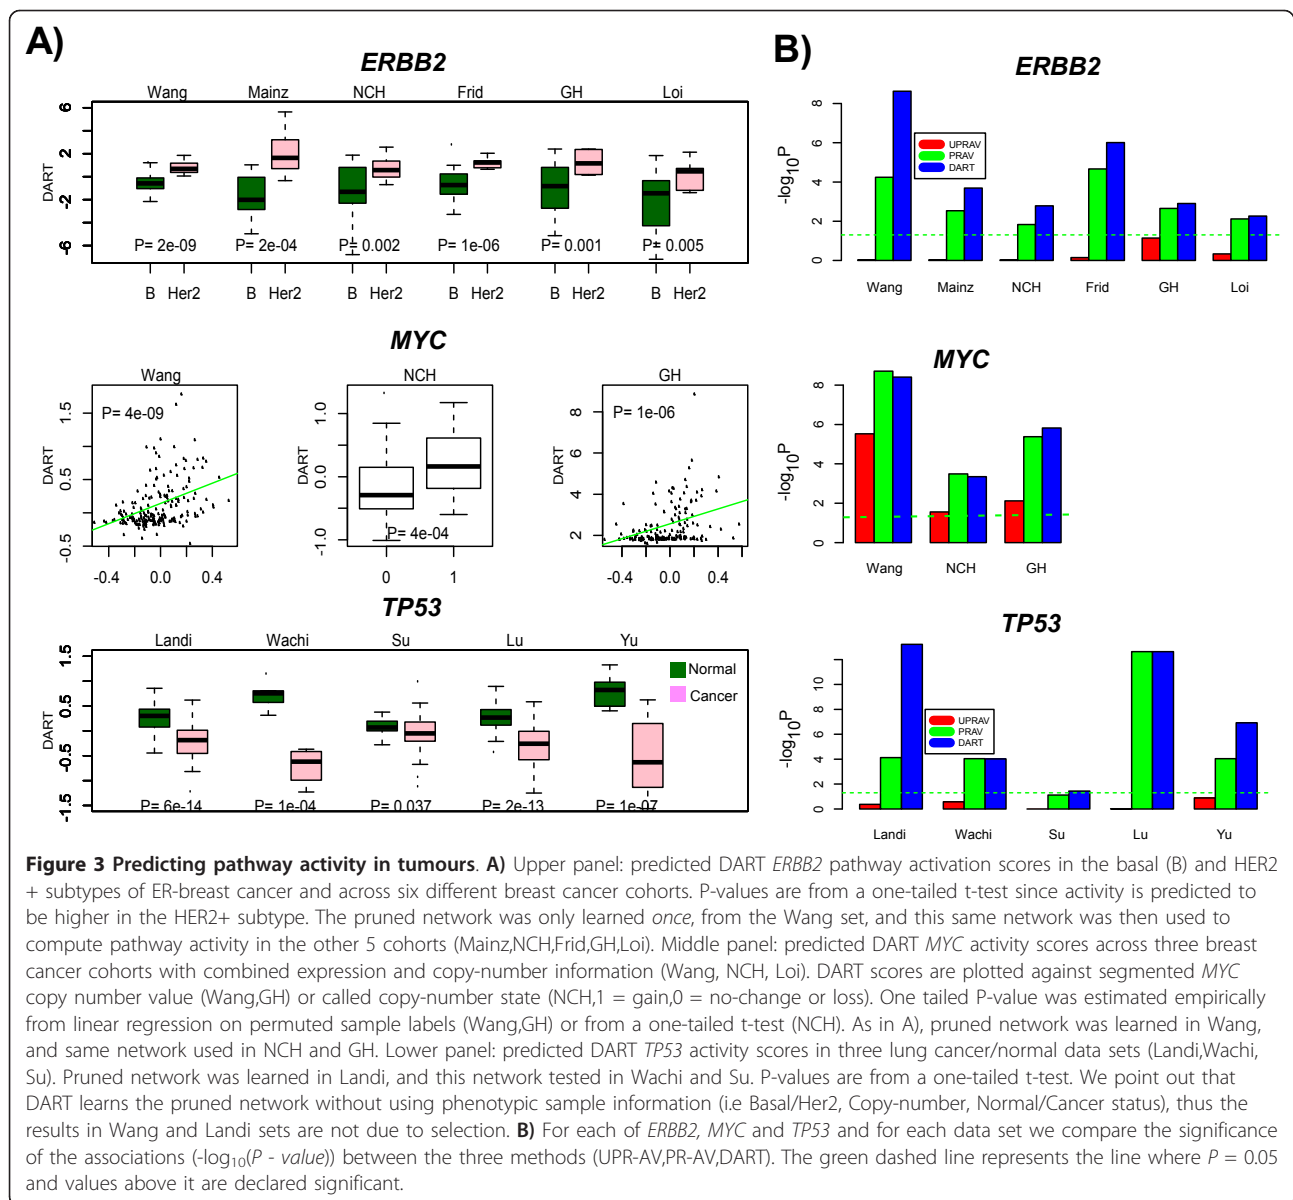 A)
ERBB2
Wang Mainz NCH Frid GH Loi
6
2
-2
-6
DART
P= 2e-09 P= 2e-04 P= 0.002 P= 1e-06 P= 0.001 P= 0.005
B Her2 B Her2 B Her2 B Her2 B Her2 B Her2
MYC
Wang
DART
1.5
0.5
-0.5
P= 4e-09
-0.4 0.0 0.4
NCH
DART
1.0
0.0
-1.0
P= 4e-04
0 1
GH
DART
8
6
4
2
P= 1e-06
-0.4 0.0 0.4
TP53
Landi Wachi Su Lu Yu
1.5
0.5
-0.5
-1.5
DART
Normal
Cancer
P= 6e-14 P= 1e-04 P= 0.037 P= 2e-13 P= 1e-07
B)
ERBB2
8
6
4
2
0
-log10P
UPRAV
PRAV
DART
Wang Mainz NCH Frid GH Loi
MYC
8
6
4
2
0
-log10P
Wang NCH GH
TP53
10
8
6
4
2
0
-log10P
UPRAV
PRAV
DART
Landi Wachi Su Lu Yu
Figure 3 Predicting pathway activity in tumours. A) Upper panel: predicted DART ERBB2 pathway activation scores in the basal (B) and HER2
+ subtypes of ER-breast cancer and across six different breast cancer cohorts. P-values are from a one-tailed t-test since activity is predicted to
be higher in the HER2+ subtype. The pruned network was only learned once, from the Wang set, and this same network was then used to
compute pathway activity in the other 5 cohorts (Mainz,NCH,Frid,GH,Loi). Middle panel: predicted DART MYC activity scores across three breast
cancer cohorts with combined expression and copy-number information (Wang, NCH, Loi). DART scores are plotted against segmented MYC
copy number value (Wang,GH) or called copy-number state (NCH,1 = gain,0 = no-change or loss). One tailed P-value was estimated empirically
from linear regression on permuted sample labels (Wang,GH) or from a one-tailed t-test (NCH). As in A), pruned network was learned in Wang,
and same network used in NCH and GH. Lower panel: predicted DART TP53 activity scores in three lung cancer/normal data sets (Landi,Wachi,
Su). Pruned network was learned in Landi, and this network tested in Wachi and Su. P-values are from a one-tailed t-test. We point out that
DART learns the pruned network without using phenotypic sample information (i.e Basal/Her2, Copy-number, Normal/Cancer status), thus the
results in Wang and Landi sets are not due to selection. B) For each of ERBB2, MYC and TP53 and for each data set we compare the significance
of the associations (-log10(P - value)) between the three methods (UPR-AV,PR-AV,DART). The green dashed line represents the line where P = 0.05
and values above it are declared significant.